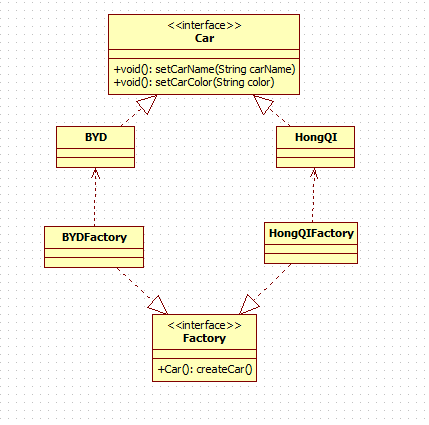 <<interface>>
Car
+void(): setCarName(String carName)
+void(): setCarColor(String color)
BYD
HongQI
BYDFactory
HongQIFactory
<<interface>>
Factory
+Car(): createCar()